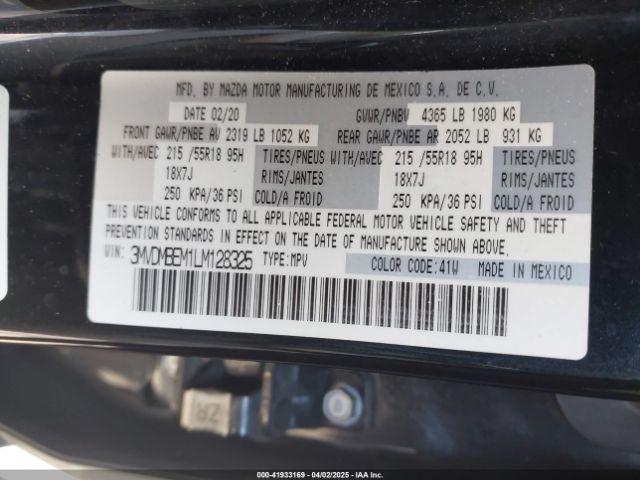 MFD. BY MAZDA MOTOR MANUFACTURING DE MEXICO S.A. DE C.V.
DATE 02/20 GVWR/PNBV 4365 LB 1980 KG
FRONT GAWR/PNBE AV 2319 LB 1052 KG REAR GAWR/PNBE AR 2052 LB 931 KG
WITH/AVEC 215 /55R18 95H TIRES/PNEUS WITH/AVEC 215 /55R18 95H TIRES/PNEUS
18X7J RIMS/JANTES 18X7J RIMS/JANTES
250 KPA/36 PSI COLD/A FROID 250 KPA/36 PSI COLD/A FROID
THIS VEHICLE CONFORMS TO ALL APPLICABLE FEDERAL MOTOR VEHICLE SAFETY AND THEFT
PREVENTION STANDARDS IN EFFECT ON THE DATE OF MANUFACTURE SHOWN ABOVE.
VIN: 3MVDMBEM1LM128325 TYPE:MPV COLOR CODE:41W MADE IN MEXICO
ZR
000-41933169 - 04/02/2025 - IAA Inc.